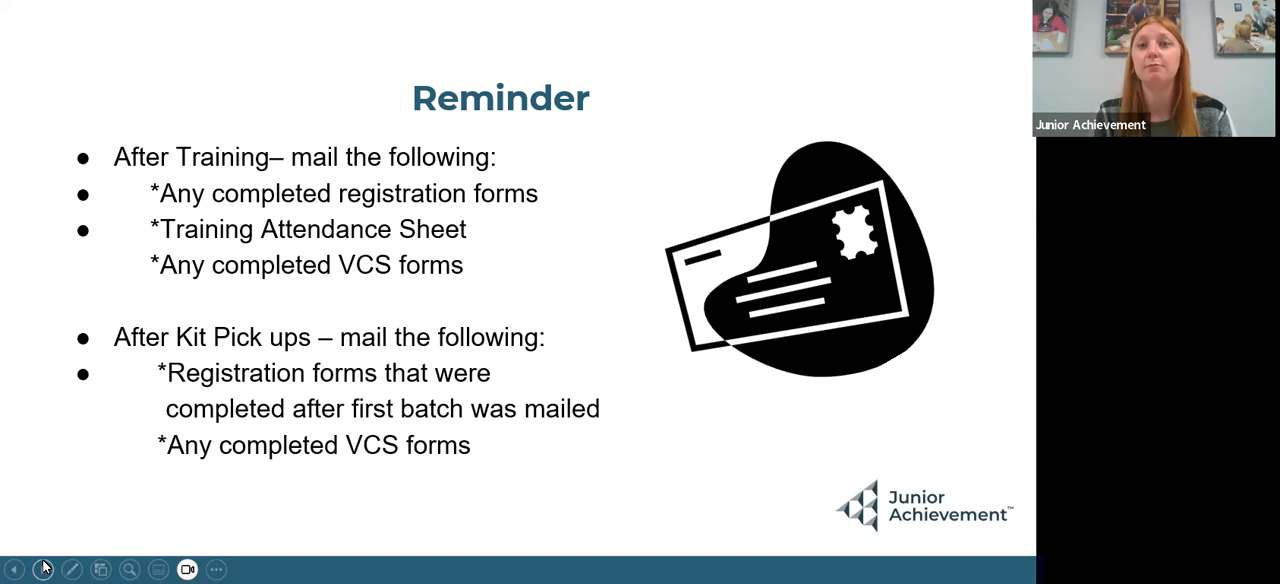 Reminder
● After Training– mail the following:
● *Any completed registration forms
● *Training Attendance Sheet
*Any completed VCS forms
● After Kit Pick ups – mail the following:
● *Registration forms that were
completed after first batch was mailed
*Any completed VCS forms
Junior
Achievement™
Junior Achievement